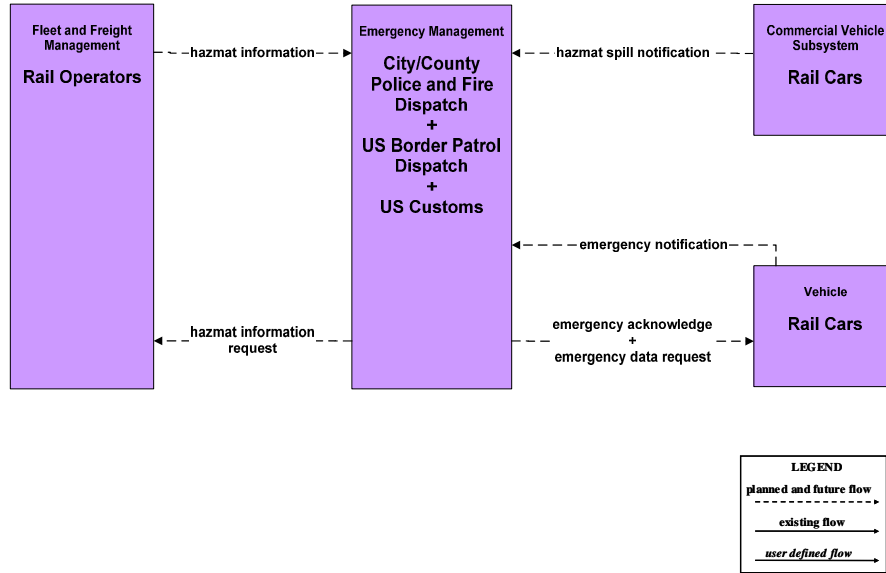 Fleet and Freight
Management
Rail Operators
hazmat information
Emergency Management
City/County
Police and Fire
Dispatch
+
US Border Patrol
Dispatch
+
US Customs
hazmat spill notification
Commercial Vehicle
Subsystem
Rail Cars
emergency notification
Vehicle
Rail Cars
hazmat information
request
emergency acknowledge
+
emergency data request
LEGEND
planned and future flow
existing flow
user defined flow